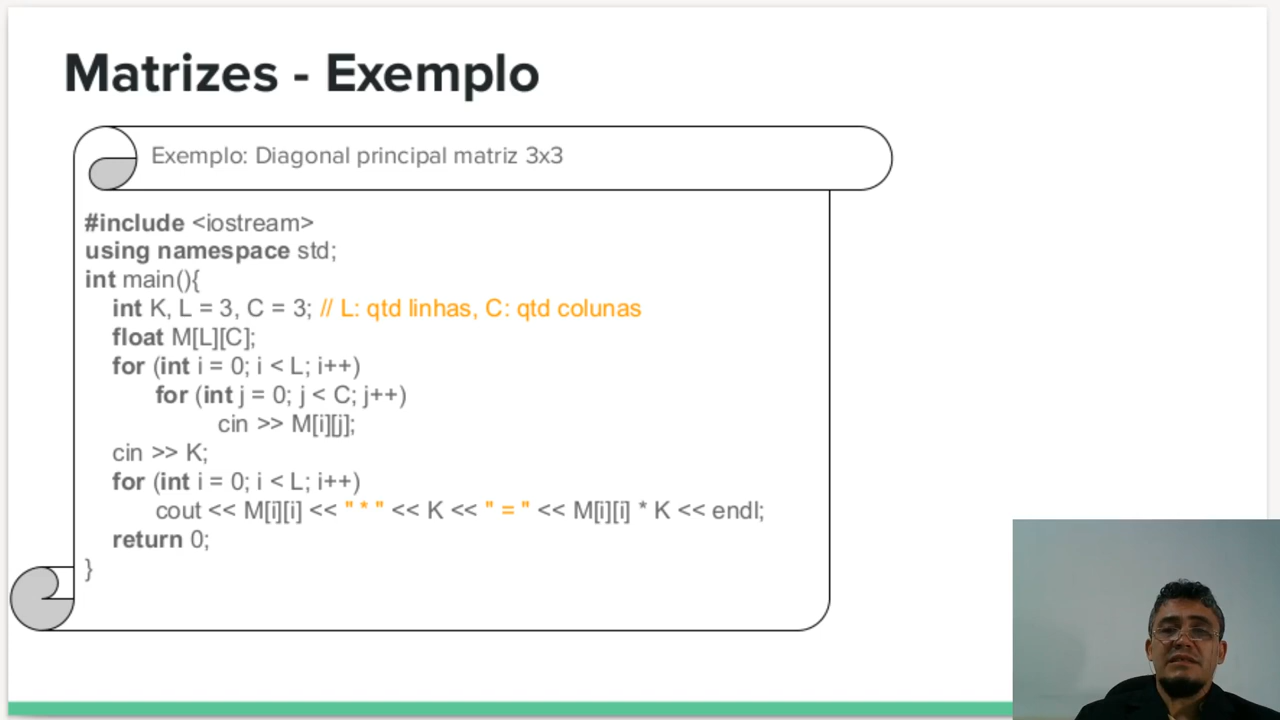 Matrizes - Exemplo
Exemplo: Diagonal principal matriz 3x3
#include <iostream>
using namespace std;
int main(){
int K, L = 3, C = 3; // L: qtd linhas, C: qtd colunas
float M[L][C];
for (int i = 0; i < L; i++)
for (int j = 0; j < C; j++)
cin >> M[i][j];
cin >> K;
for (int i = 0; i < L; i++)
cout << M[i][i] << " * " << K << " = " << M[i][i] * K << endl;
return 0;
}